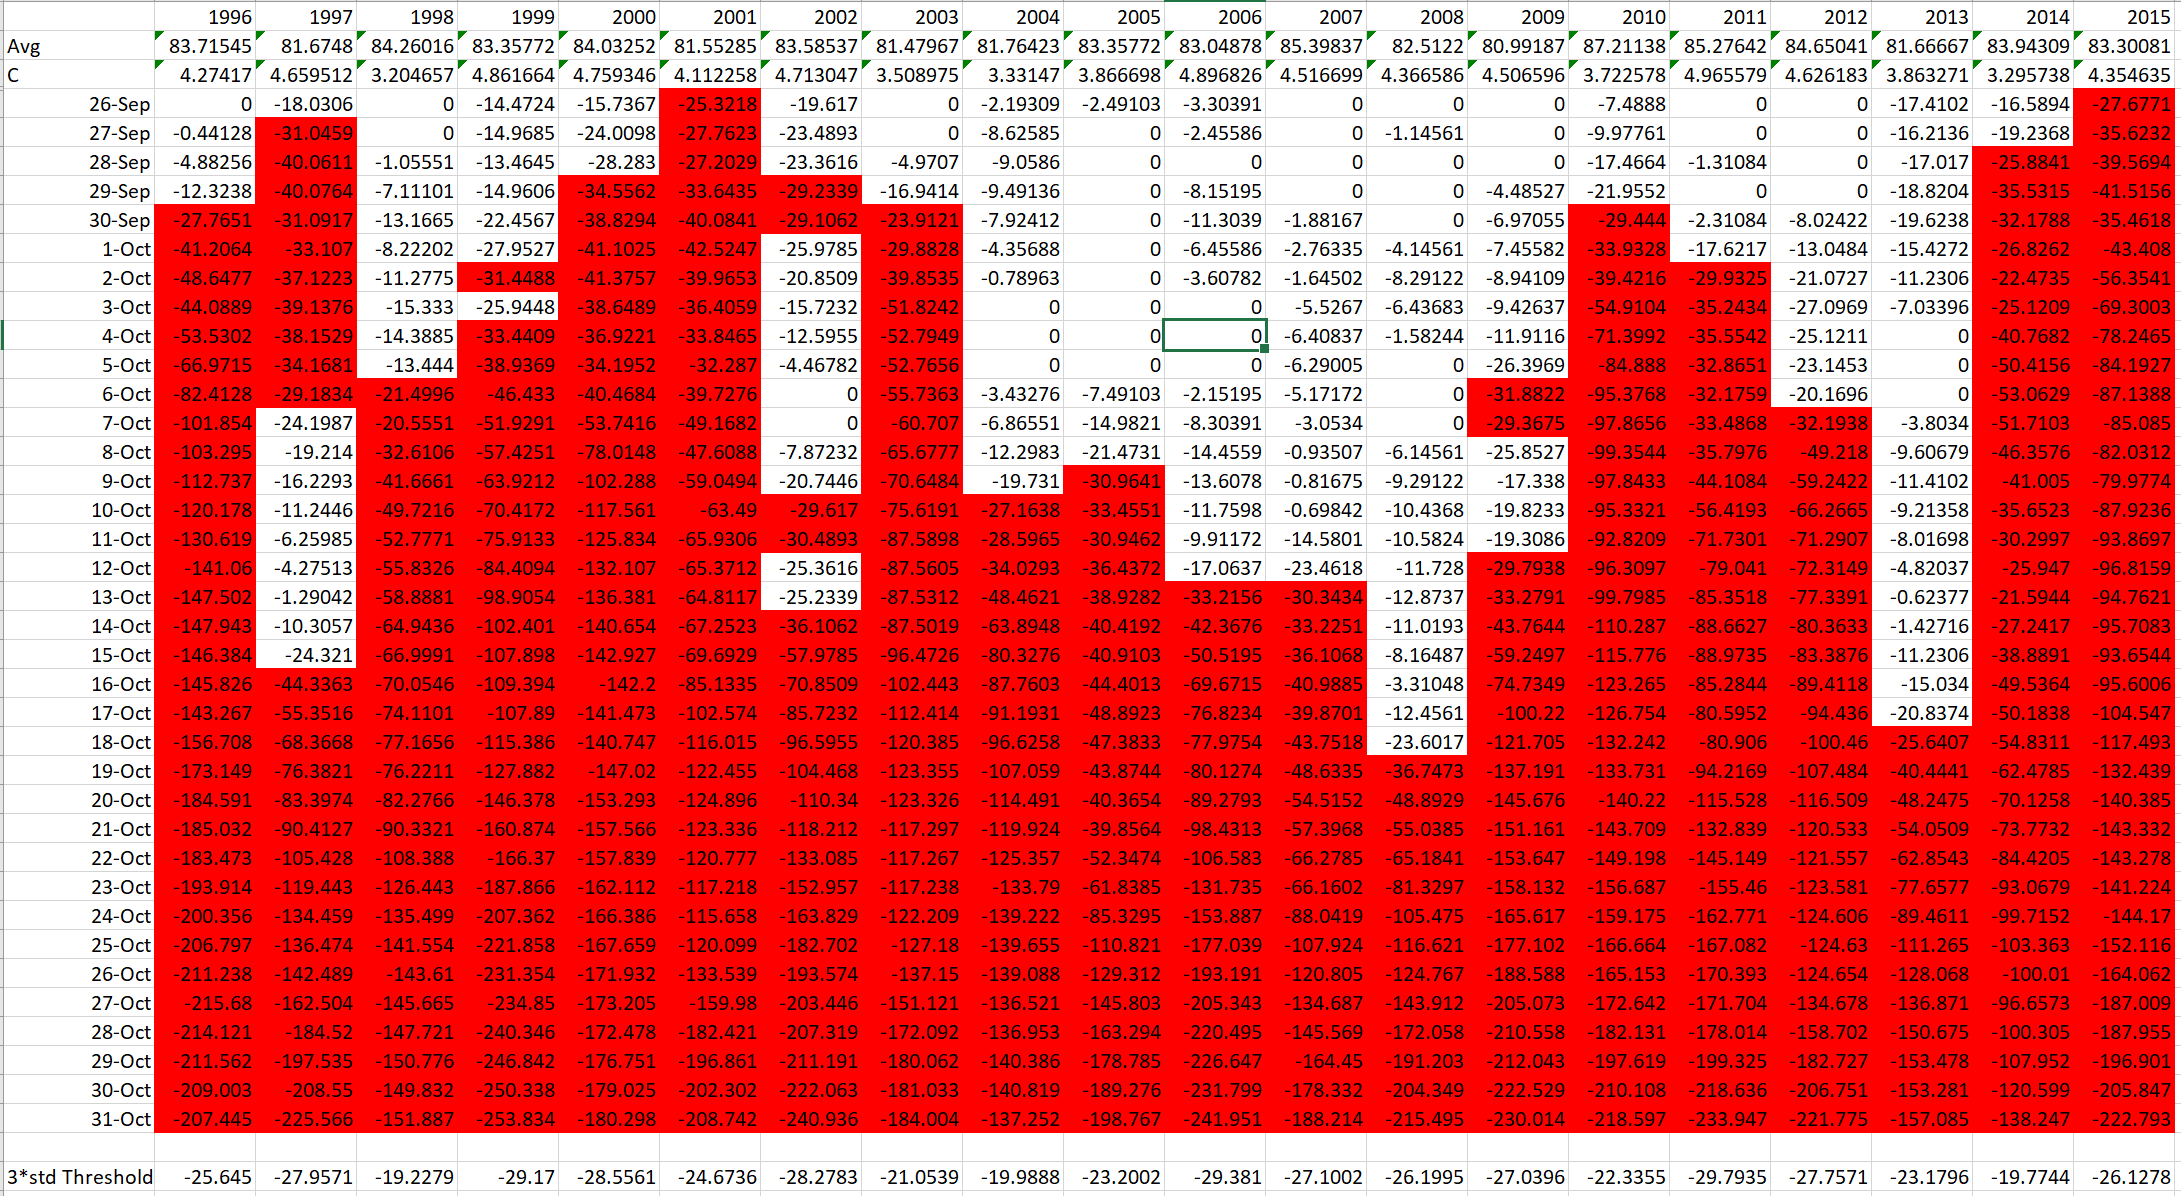 1996 1997 1998 1999 2000 2001 2002 2003 2004 2005 2006 2007 2008 2009 2010 2011 2012 2013 2014 2015
Avg 83.71545 81.6748 84.26016 83.35772 84.03252 81.55285 83.58537 81.47967 81.76423 83.35772 83.04878 85.39837 82.5122 80.99187 87.21138 85.27642 84.65041 81.66667 83.94309 83.30081
C 4.27417 4.659512 3.204657 4.861664 4.759346 4.112258 4.713047 3.508975 3.33147 3.866698 4.896826 4.516699 4.366586 4.506596 3.722578 4.965579 4.626183 3.863271 3.295738 4.354635
26-Sep 0 -18.0306 0 -14.4724 -15.7367 -25.3218 -19.617 0 -2.19309 -2.49103 -3.30391 0 0 0 -7.4888 0 0 -17.4102 -16.5894 -27.6771
27-Sep -0.44128 -31.0459 0 -14.9685 -24.0098 -27.7623 -23.4893 0 -8.62585 0 -2.45586 0 -1.14561 0 -9.97761 0 0 -16.2136 -19.2368 -35.6232
28-Sep -4.88256 -40.0611 -1.05551 -13.4645 -28.283 -27.2029 -23.3616 -4.9707 -9.0586 0 0 0 0 0 -17.4664 -1.31084 0 -17.017 -25.8841 -39.5694
29-Sep -12.3238 -40.0764 -7.11101 -14.9606 -34.5562 -33.6435 -29.2339 -16.9414 -9.49136 0 -8.15195 0 0 -4.48527 -21.9552 0 0 -18.8204 -35.5315 -41.5156
30-Sep -27.7651 -31.0917 -13.1665 -22.4567 -38.8294 -40.0841 -29.1062 -23.9121 -7.92412 0 -11.3039 -1.88167 0 -6.97055 -29.444 -2.31084 -8.02422 -19.6238 -32.1788 -35.4618
1-Oct -41.2064 -33.107 -8.22202 -27.9527 -41.1025 -42.5247 -25.9785 -29.8828 -4.35688 0 -6.45586 -2.76335 -4.14561 -7.45582 -33.9328 -17.6217 -13.0484 -15.4272 -26.8262 -43.408
2-Oct -48.6477 -37.1223 -11.2775 -31.4488 -41.3757 -39.9653 -20.8509 -39.8535 -0.78963 0 -3.60782 -1.64502 -8.29122 -8.94109 -39.4216 -29.9325 -21.0727 -11.2306 -22.4735 -56.3541
3-Oct -44.0889 -39.1376 -15.333 -25.9448 -38.6489 -36.4059 -15.7232 -51.8242 0 0 0 -5.5267 -6.43683 -9.42637 -54.9104 -35.2434 -27.0969 -7.03396 -25.1209 -69.3003
4-Oct -53.5302 -38.1529 -14.3885 -33.4409 -36.9221 -33.8465 -12.5955 -52.7949 0 0 0 -6.40837 -1.58244 -11.9116 -71.3992 -35.5542 -25.1211 0 -40.7682 -78.2465
5-Oct -66.9715 -34.1681 -13.444 -38.9369 -34.1952 -32.287 -4.46782 -52.7656 0 0 0 -6.29005 0 -26.3969 -84.888 -32.8651 -23.1453 0 -50.4156 -84.1927
6-Oct -82.4128 -29.1834 -21.4996 -46.433 -40.4684 -39.7276 0 -55.7363 -3.43276 -7.49103 -2.15195 -5.17172 0 -31.8822 -95.3768 -32.1759 -20.1696 0 -53.0629 -87.1388
7-Oct -101.854 -24.1987 -20.5551 -51.9291 -53.7416 -49.1682 0 -60.707 -6.86551 -14.9821 -8.30391 -3.0534 0 -29.3675 -97.8656 -33.4868 -32.1938 -3.8034 -51.7103 -85.085
8-Oct -103.295 -19.214 -32.6106 -57.4251 -78.0148 -47.6088 -7.87232 -65.6777 -12.2983 -21.4731 -14.4559 -0.93507 -6.14561 -25.8527 -99.3544 -35.7976 -49.218 -9.60679 -46.3576 -82.0312
9-Oct -112.737 -16.2293 -41.6661 -63.9212 -102.288 -59.0494 -20.7446 -70.6484 -19.731 -30.9641 -13.6078 -0.81675 -9.29122 -17.338 -97.8433 -44.1084 -59.2422 -11.4102 -41.005 -79.9774
10-Oct -120.178 -11.2446 -49.7216 -70.4172 -117.561 -63.49 -29.617 -75.6191 -27.1638 -33.4551 -11.7598 -0.69842 -10.4368 -19.8233 -95.3321 -56.4193 -66.2665 -9.21358 -35.6523 -87.9236
11-Oct -130.619 -6.25985 -52.7771 -75.9133 -125.834 -65.9306 -30.4893 -87.5898 -28.5965 -30.9462 -9.91172 -14.5801 -10.5824 -19.3086 -92.8209 -71.7301 -71.2907 -8.01698 -30.2997 -93.8697
12-Oct -141.06 -4.27513 -55.8326 -84.4094 -132.107 -65.3712 -25.3616 -87.5605 -34.0293 -36.4372 -17.0637 -23.4618 -11.728 -29.7938 -96.3097 -79.041 -72.3149 -4.82037 -25.947 -96.8159
13-Oct -147.502 -1.29042 -58.8881 -98.9054 -136.381 -64.8117 -25.2339 -87.5312 -48.4621 -38.9282 -33.2156 -30.3434 -12.8737 -33.2791 -99.7985 -85.3518 -77.3391 -0.62377 -21.5944 -94.7621
14-Oct -147.943 -10.3057 -64.9436 -102.401 -140.654 -67.2523 -36.1062 -87.5019 -63.8948 -40.4192 -42.3676 -33.2251 -11.0193 -43.7644 -110.287 -88.6627 -80.3633 -1.42716 -27.2417 -95.7083
15-Oct -146.384 -24.321 -66.9991 -107.898 -142.927 -69.6929 -57.9785 -96.4726 -80.3276 -40.9103 -50.5195 -36.1068 -8.16487 -59.2497 -115.776 -88.9735 -83.3876 -11.2306 -38.8891 -93.6544
16-Oct -145.826 -44.3363 -70.0546 -109.394 -142.2 -85.1335 -70.8509 -102.443 -87.7603 -44.4013 -69.6715 -40.9885 -3.31048 -74.7349 -123.265 -85.2844 -89.4118 -15.034 -49.5364 -95.6006
17-Oct -143.267 -55.3516 -74.1101 -107.89 -141.473 -102.574 -85.7232 -112.414 -91.1931 -48.8923 -76.8234 -39.8701 -12.4561 -100.22 -126.754 -80.5952 -94.436 -20.8374 -50.1838 -104.547
18-Oct -156.708 -68.3668 -77.1656 -115.386 -140.747 -116.015 -96.5955 -120.385 -96.6258 -47.3833 -77.9754 -43.7518 -23.6017 -121.705 -132.242 -80.906 -100.46 -25.6407 -54.8311 -117.493
19-Oct -173.149 -76.3821 -76.2211 -127.882 -147.02 -122.455 -104.468 -123.355 -107.059 -43.8744 -80.1274 -48.6335 -36.7473 -137.191 -133.731 -94.2169 -107.484 -40.4441 -62.4785 -132.439
20-Oct -184.591 -83.3974 -82.2766 -146.378 -153.293 -124.896 -110.34 -123.326 -114.491 -40.3654 -89.2793 -54.5152 -48.8929 -145.676 -140.22 -115.528 -116.509 -48.2475 -70.1258 -140.385
21-Oct -185.032 -90.4127 -90.3321 -160.874 -157.566 -123.336 -118.212 -117.297 -119.924 -39.8564 -98.4313 -57.3968 -55.0385 -151.161 -143.709 -132.839 -120.533 -54.0509 -73.7732 -143.332
22-Oct -183.473 -105.428 -108.388 -166.37 -157.839 -120.777 -133.085 -117.267 -125.357 -52.3474 -106.583 -66.2785 -65.1841 -153.647 -149.198 -145.149 -121.557 -62.8543 -84.4205 -143.278
23-Oct -193.914 -119.443 -126.443 -187.866 -162.112 -117.218 -152.957 -117.238 -133.79 -61.8385 -131.735 -66.1602 -81.3297 -158.132 -156.687 -155.46 -123.581 -77.6577 -93.0679 -141.224
24-Oct -200.356 -134.459 -135.499 -207.362 -166.386 -115.658 -163.829 -122.209 -139.222 -85.3295 -153.887 -88.0419 -105.475 -165.617 -159.175 -162.771 -124.606 -89.4611 -99.7152 -144.17
25-Oct -206.797 -136.474 -141.554 -221.858 -167.659 -120.099 -182.702 -127.18 -139.655 -110.821 -177.039 -107.924 -116.621 -177.102 -166.664 -167.082 -124.63 -111.265 -103.363 -152.116
26-Oct -211.238 -142.489 -143.61 -231.354 -171.932 -133.539 -193.574 -137.15 -139.088 -129.312 -193.191 -120.805 -124.767 -188.588 -165.153 -170.393 -124.654 -128.068 -100.01 -164.062
27-Oct -215.68 -162.504 -145.665 -234.85 -173.205 -159.98 -203.446 -151.121 -136.521 -145.803 -205.343 -134.687 -143.912 -205.073 -172.642 -171.704 -134.678 -136.871 -96.6573 -187.009
28-Oct -214.121 -184.52 -147.721 -240.346 -172.478 -182.421 -207.319 -172.092 -136.953 -163.294 -220.495 -145.569 -172.058 -210.558 -182.131 -178.014 -158.702 -150.675 -100.305 -187.955
29-Oct -211.562 -197.535 -150.776 -246.842 -176.751 -196.861 -211.191 -180.062 -140.386 -178.785 -226.647 -164.45 -191.203 -212.043 -197.619 -199.325 -182.727 -153.478 -107.952 -196.901
30-Oct -209.003 -208.55 -149.832 -250.338 -179.025 -202.302 -222.063 -181.033 -140.819 -189.276 -231.799 -178.332 -204.349 -222.529 -210.108 -218.636 -206.751 -153.281 -120.599 -205.847
31-Oct -207.445 -225.566 -151.887 -253.834 -180.298 -208.742 -240.936 -184.004 -137.252 -198.767 -241.951 -188.214 -215.495 -230.014 -218.597 -233.947 -221.775 -157.085 -138.247 -222.793
3*std Threshold -25.645 -27.9571 -19.2279 -29.17 -28.5561 -24.6736 -28.2783 -21.0539 -19.9888 -23.2002 -29.381 -27.1002 -26.1995 -27.0396 -22.3355 -29.7935 -27.7571 -23.1796 -19.7744 -26.1278